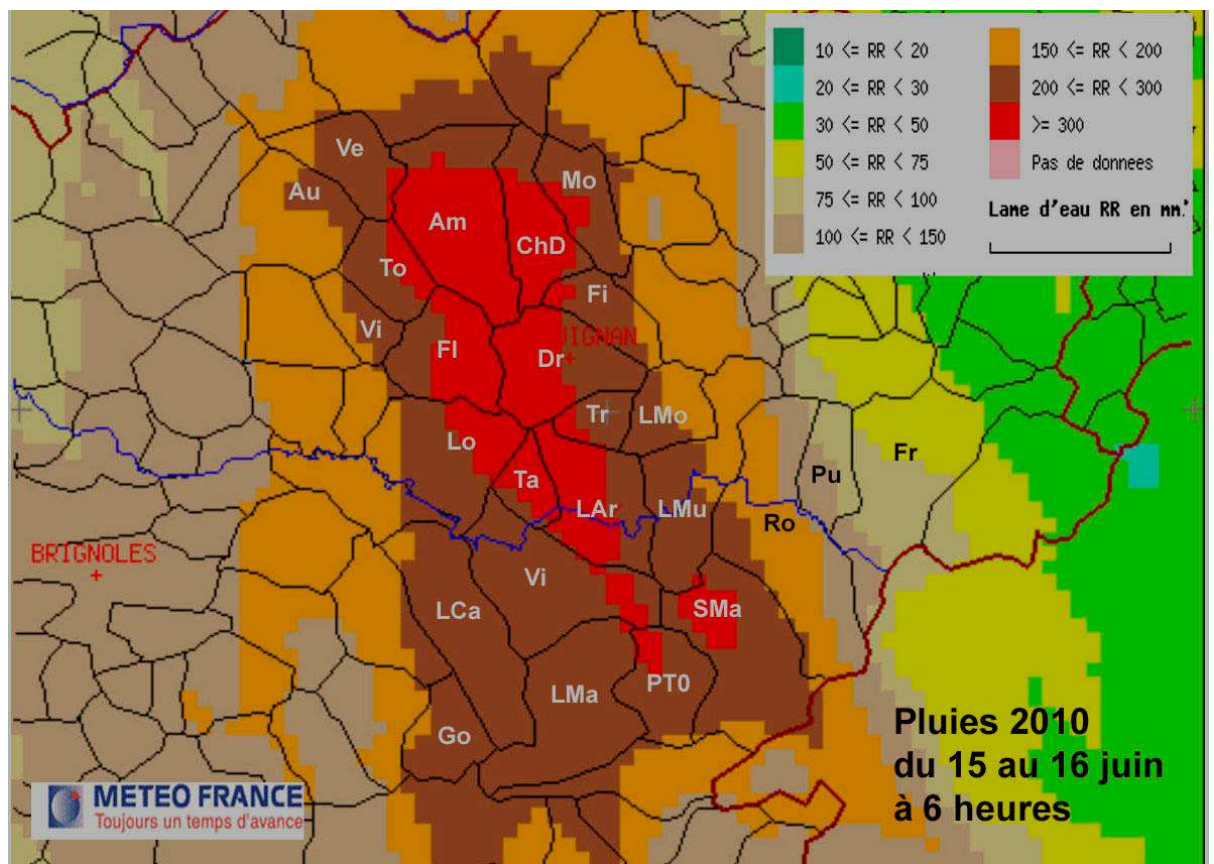 10 <= RR < 20
20 <= RR < 30
30 <= RR < 50
50 <= RR < 75
75 <= RR < 100
100 <= RR < 150
150 <= RR < 200
200 <= RR < 300
>= 300
Pas de donnees
Lame d'eau RR en mm.
Ve
Au
Mo
Am
ChD
To
Fi
Vi
Fl
Dr
IGNAN
Tr
LMo
Lo
Fr
Pu
Ta
LAr
LMu
Ro
BRIGNOLES
Vi
LCa
SMa
LMa
PT0
Go
Pluies 2010
du 15 au 16 juin
à 6 heures
METEO FRANCE
Toujours un temps d'avance